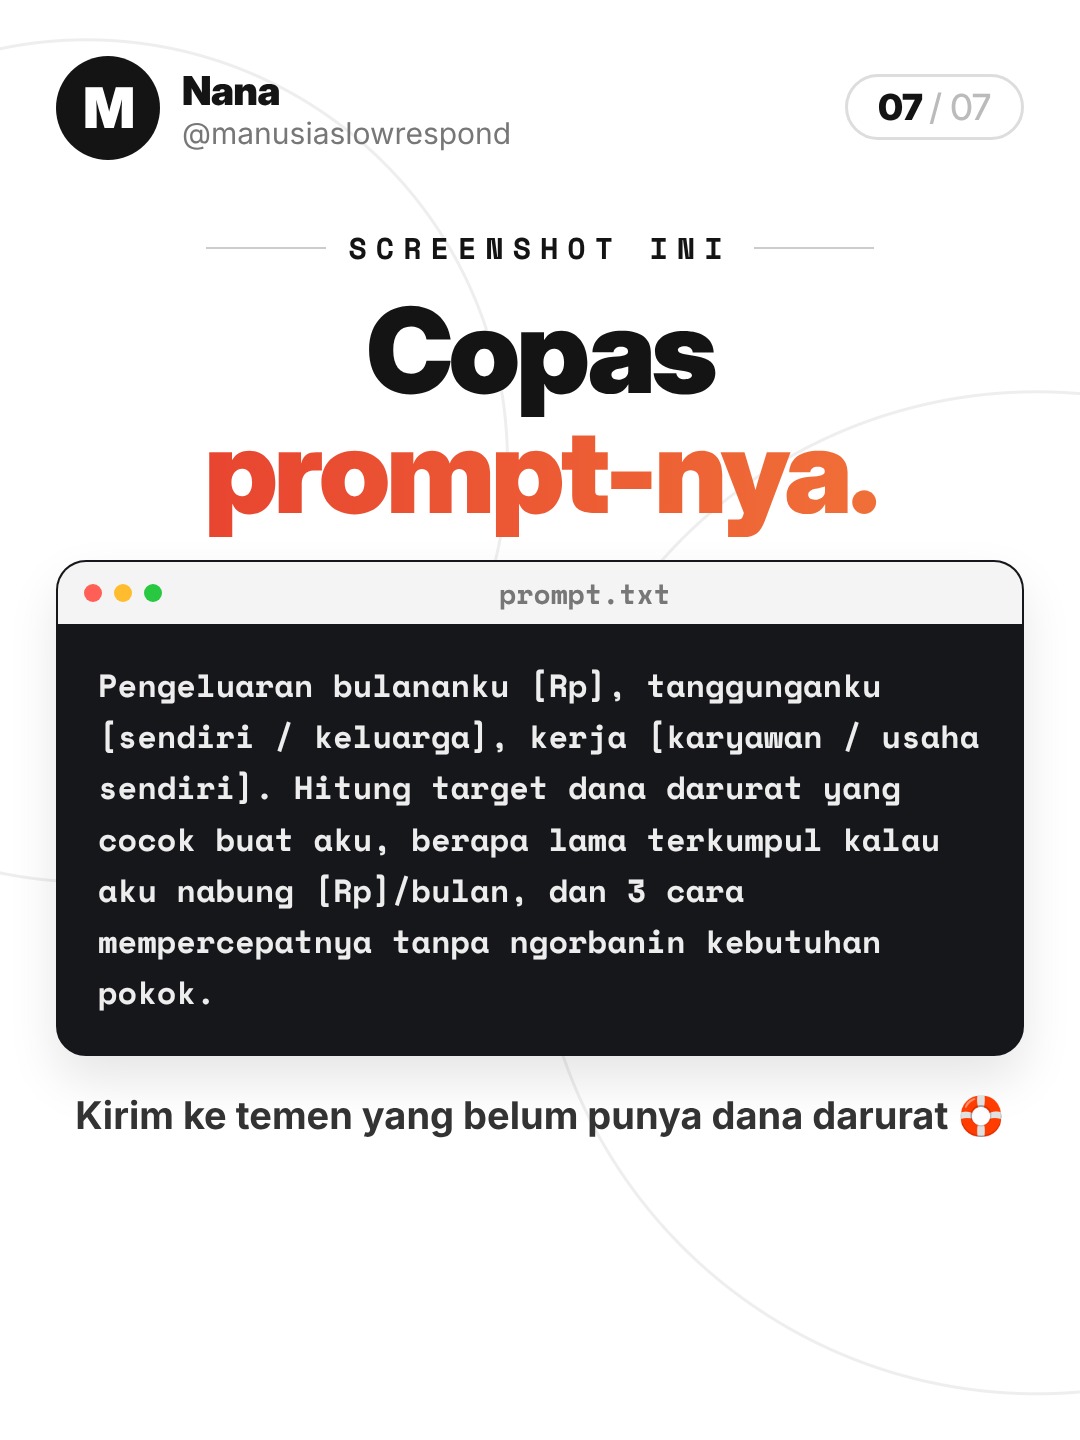 M
Nana
@manusiaslowrespond
07 / 07
SCREENSHOT INI
Copas
prompt-nya.
prompt.txt
Pengeluaran bulananku [Rp], tanggunganku
[sendiri / keluarga], kerja [karyawan / usaha
sendiri]. Hitung target dana darurat yang
cocok buat aku, berapa lama terkumpul kalau
aku nabung [Rp]/bulan, dan 3 cara
mempercepatnya tanpa ngorbanin kebutuhan
pokok.
Kirim ke temen yang belum punya dana darurat 🛟